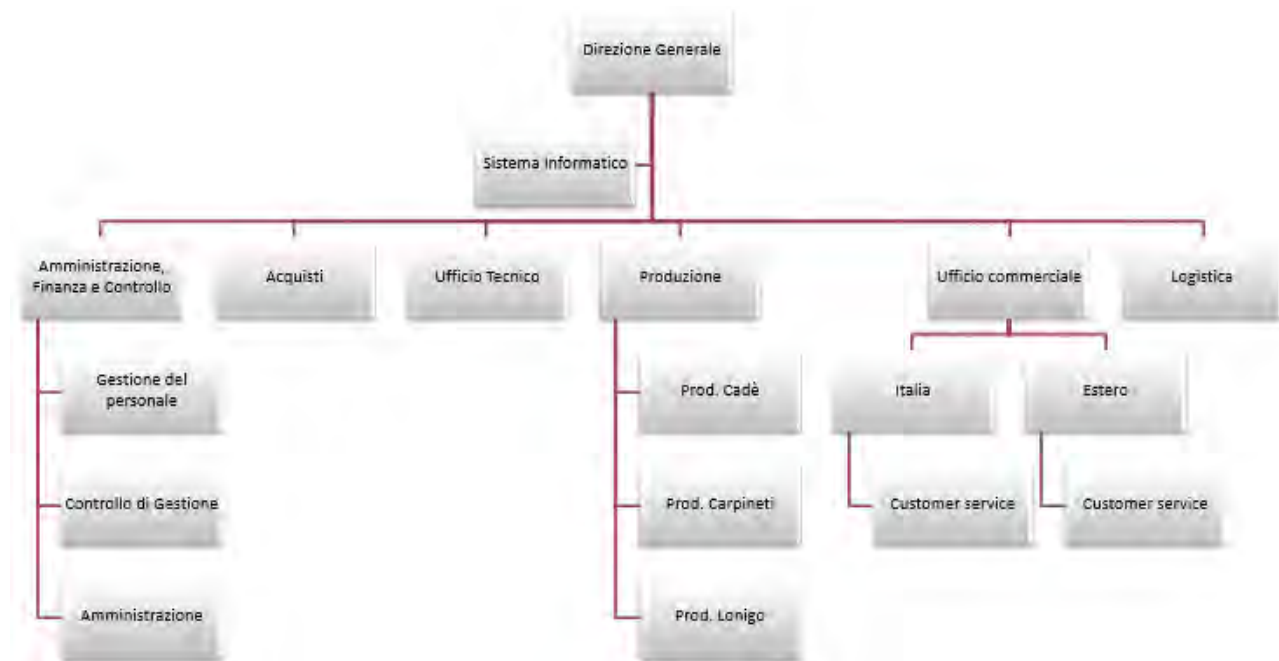 Direzione Generale
Sistema Informatico
Amministrazione,
Finanza e Controllo
Acquisti
Ufficio Tecnico
Produzione
Ufficio commerciale
Logistica
Gestione del
personale
Prod. Cadè
Italia
Estero
Controllo di Gestione
Prod. Carpineti
Customer service
Customer service
Amministrazione
Prod. Lonigo